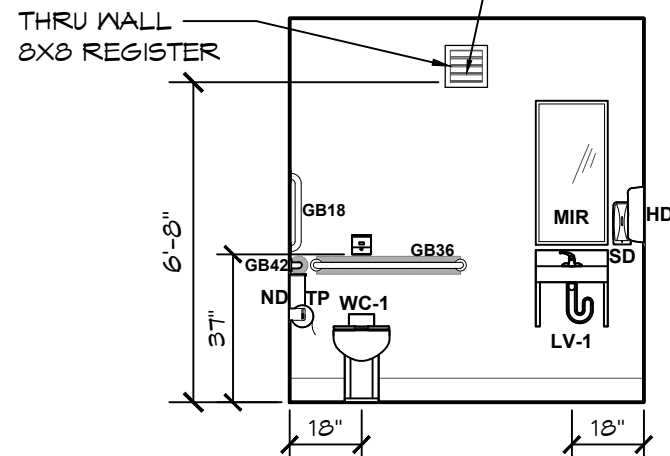 THRU WALL
8X8 REGISTER
6'-8"
37"
GB18
GB42
GB36
ND
TP
WC-1
MIR
HD
SD
LV-1
18"
18"